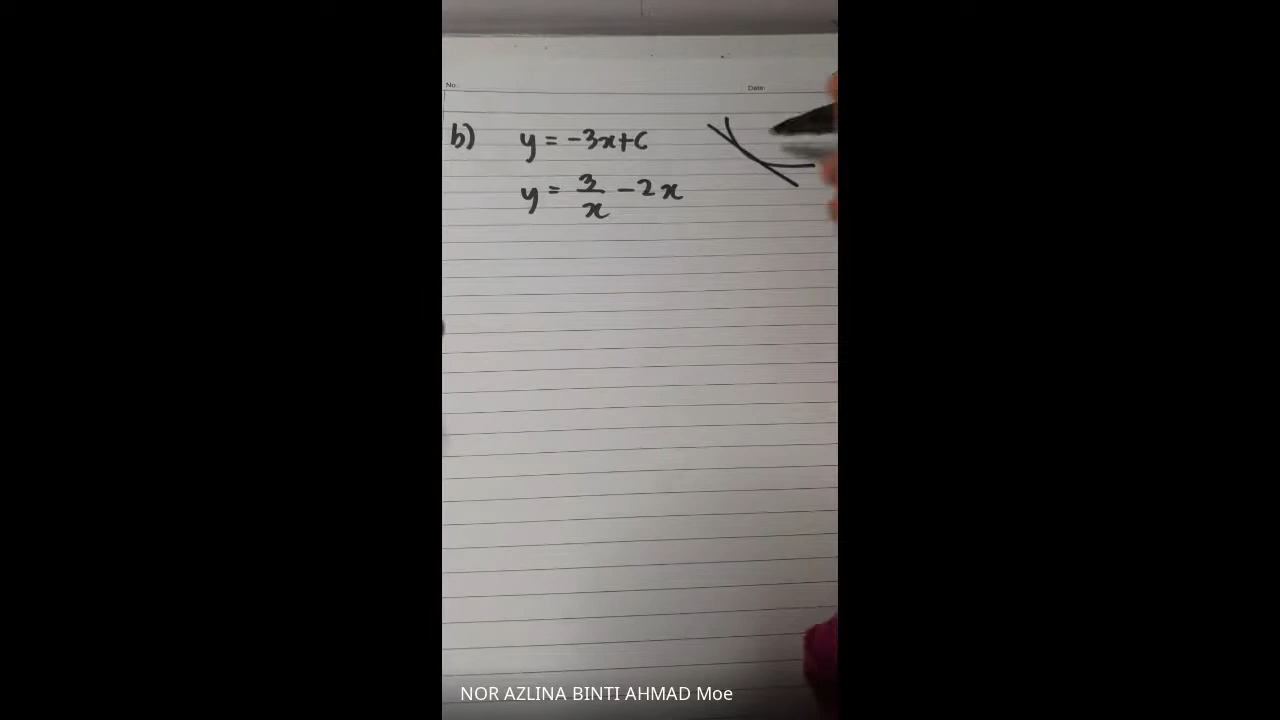 No.
Date:
b) y = -3x+c
y = 3/x - 2x
NOR AZLINA BINTI AHMAD Moe